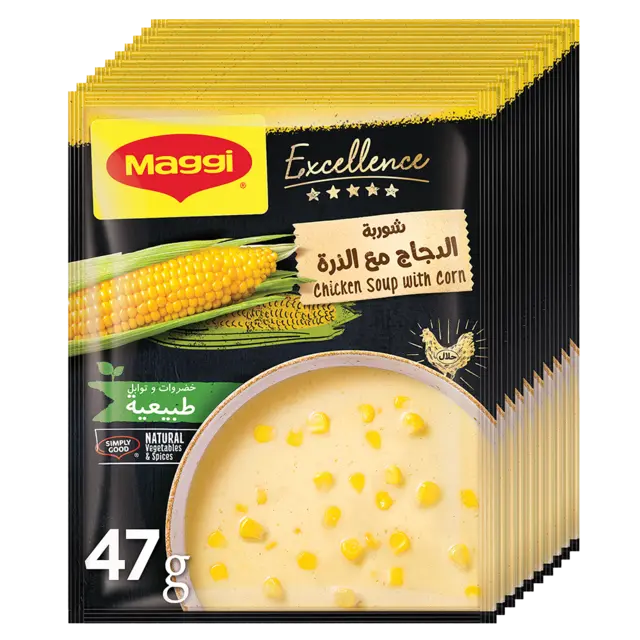 Maggi
®
Excellence
شوربة
الدجاج مع الذرة
Chicken Soup with Corn
حلال
خضروات و توابل
طبيعية
SIMPLY
GOOD
NATURAL
Vegetables
& Spices
47g